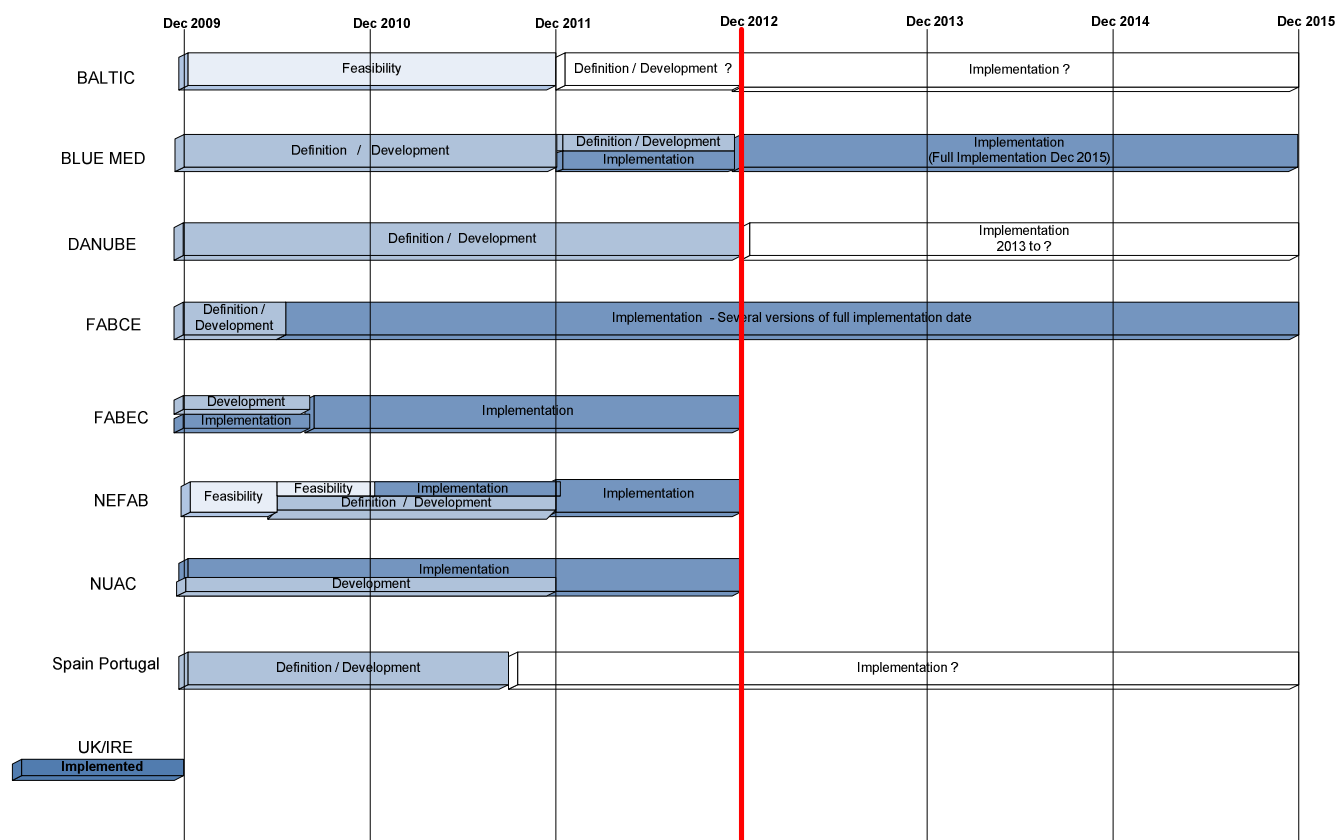 Dec 2009
Dec 2010
Dec 2011
Dec 2012
Dec 2013
Dec 2014
Dec 2015
BALTIC
Feasibility
Definition / Development ?
Implementation ?
BLUE MED
Definition / Development
Definition / Development
Implementation
Implementation
(Full Implementation Dec 2015)
DANUBE
Definition / Development
Implementation
2013 to ?
FABCE
Definition /
Development
Implementation - Several versions of full implementation date
FABEC
Development
Implementation
Implementation
NEFAB
Feasibility
Feasibility
Implementation
Definition / Development
Implementation
NUAC
Implementation
Development
Spain Portugal
Definition / Development
Implementation ?
UK/IRE
Implemented